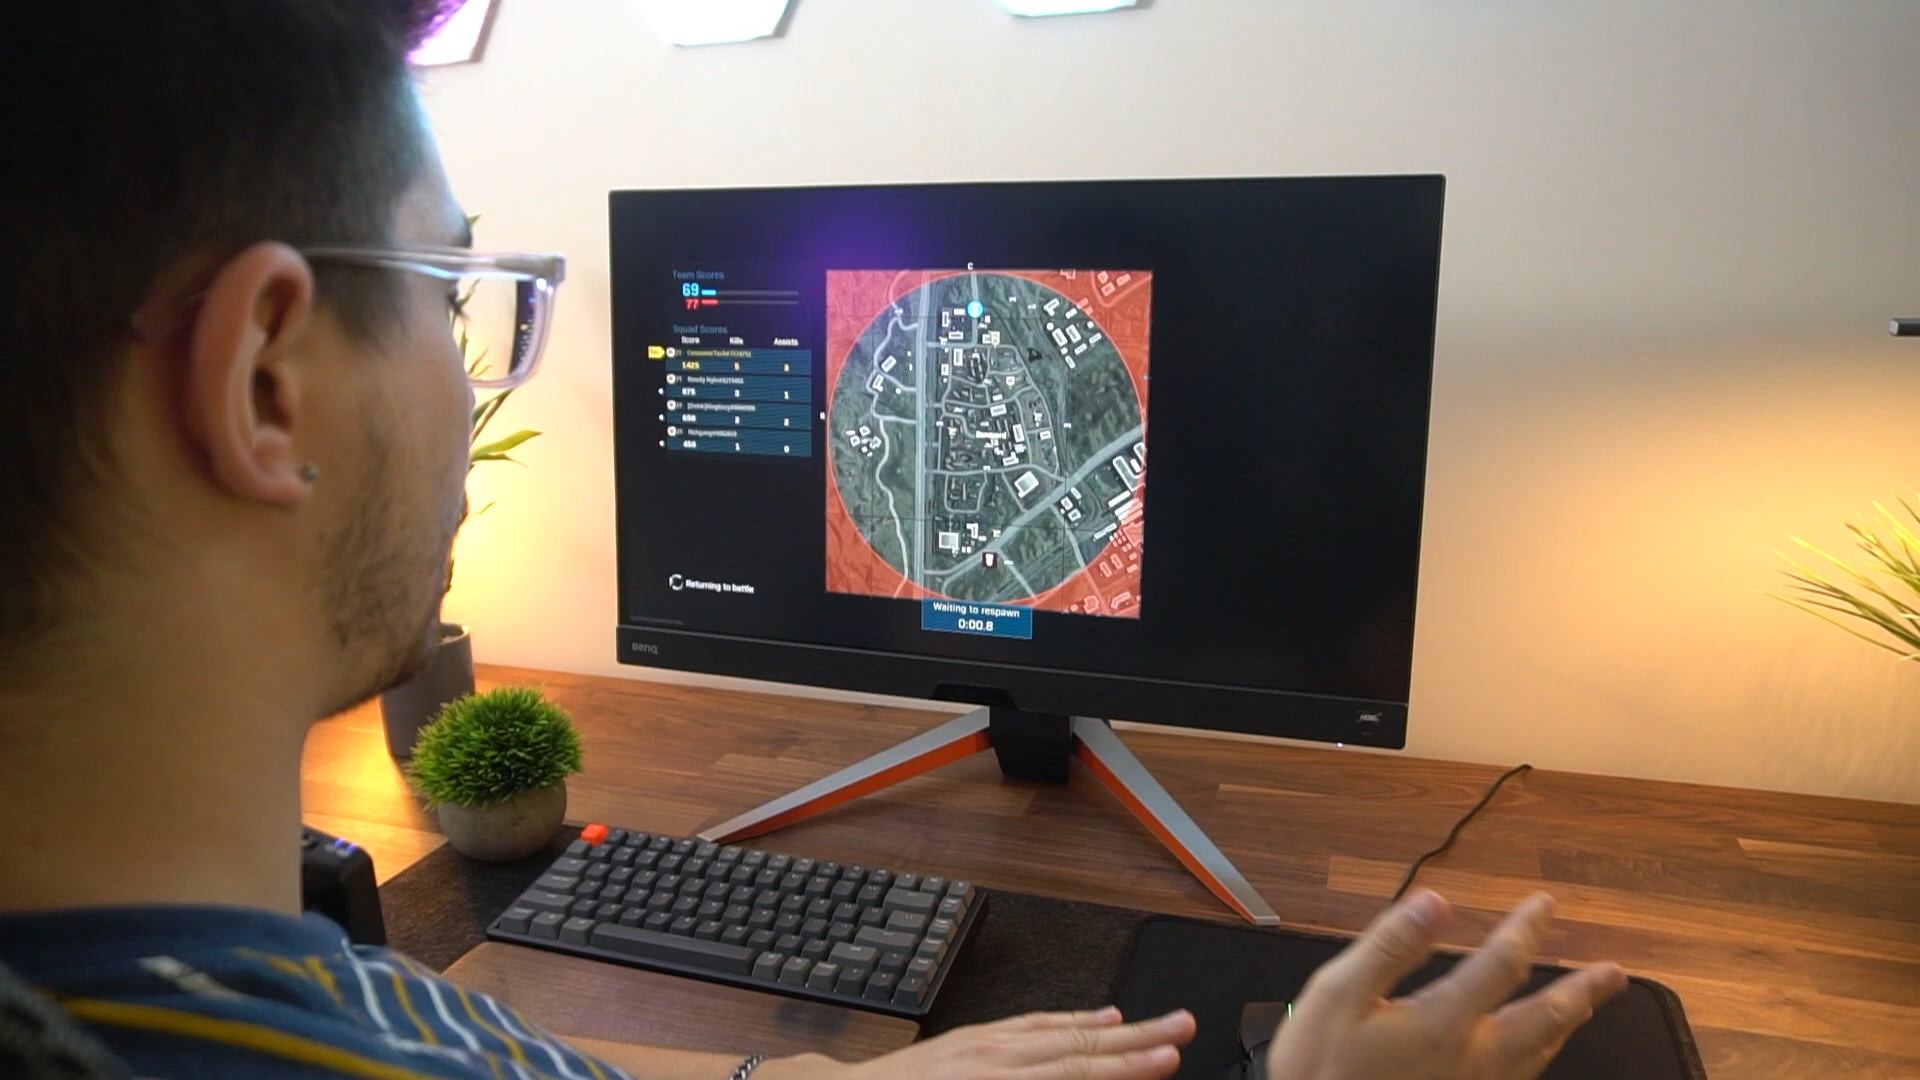 Team Scores
69
77
Squad Scores
Score Kills Assists
1425 5 3
875 3 1
650 2 2
450 1 0
C
Returning to battle
Waiting to respawn
0:00.8
BenQ